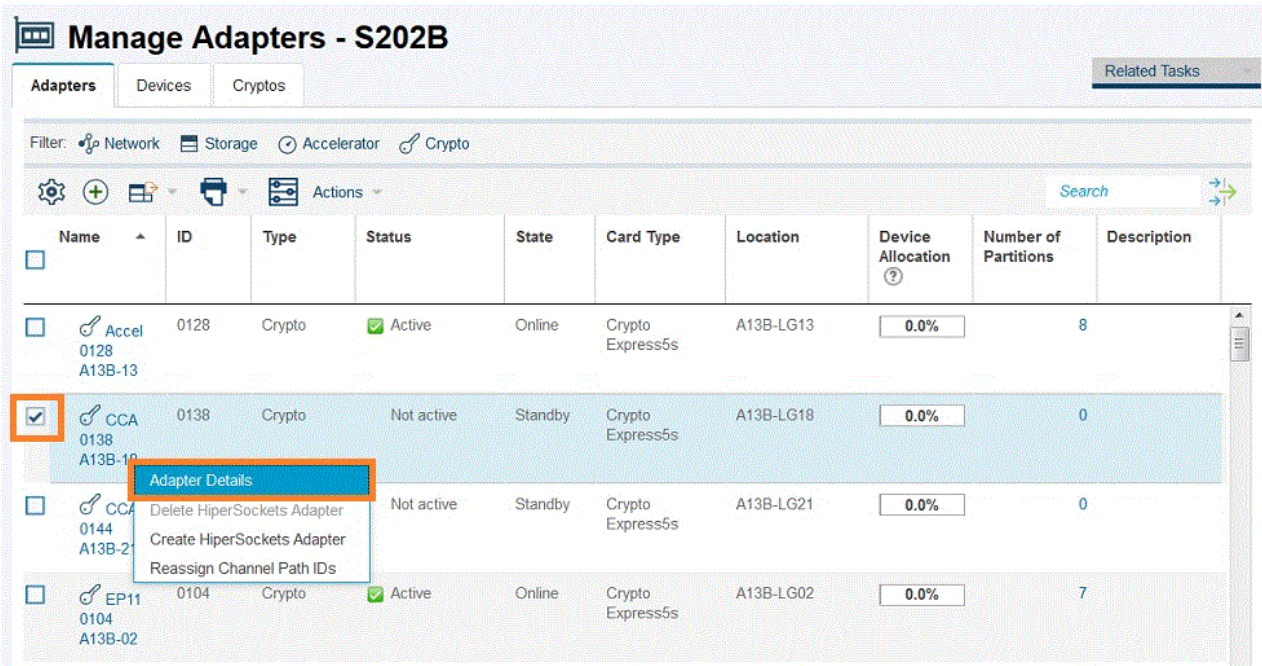 Manage Adapters - S202B
Related Tasks
Adapters Devices Cryptos
Filter: Network Storage Accelerator Crypto
Actions
Search
Name ID Type Status State Card Type Location Device Number of Description
Allocation Partitions
?
Accel 0128 Crypto Active Online Crypto A13B-LG13 0.0% 8
0128 Express5s
A13B-13
CCA 0138 Crypto Not active Standby Crypto A13B-LG18 0.0% 0
0138 Express5s
A13B-18
Adapter Details
CCA Delete HiperSockets Adapter Not active Standby Crypto A13B-LG21 0.0% 0
0144 Create HiperSockets Adapter Express5s
A13B-21
Reassign Channel Path IDs
EP11 0104 Crypto Active Online Crypto A13B-LG02 0.0% 7
0104 Express5s
A13B-02